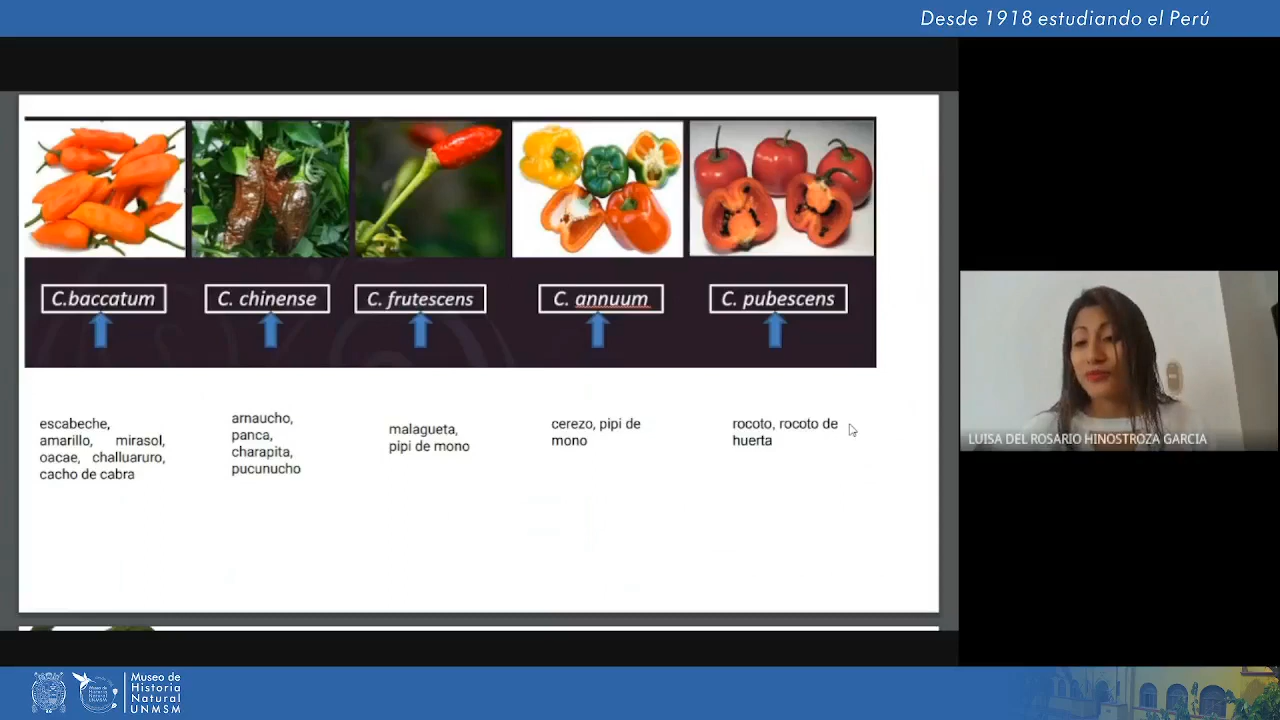 Desde 1918 estudiando el Perú
C.baccatum
C. chinense
C. frutescens
C. annuum
C. pubescens
escabeche,
amarillo, mirasol,
oacae, challuaruro,
cacho de cabra
arnaucho,
panca,
charapita,
pucunucho
malagueta,
pipi de mono
cerezo, pipi de
mono
rocoto, rocoto de
huerta
LUISA DEL ROSARIO HINOSTROZA GARCIA
Museo de
Historia
Natural
UNMSM